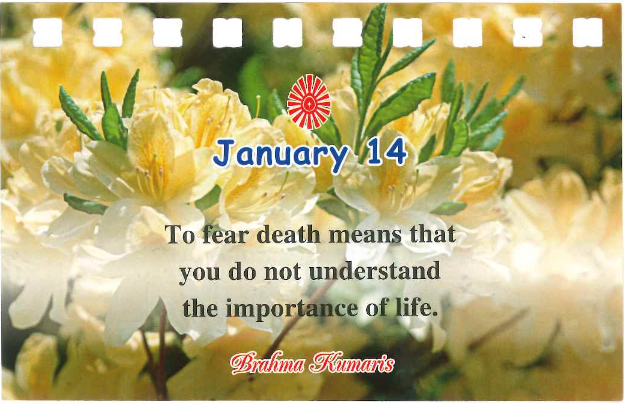 January 14
To fear death means that
you do not understand
the importance of life.
Brahma Kumaris